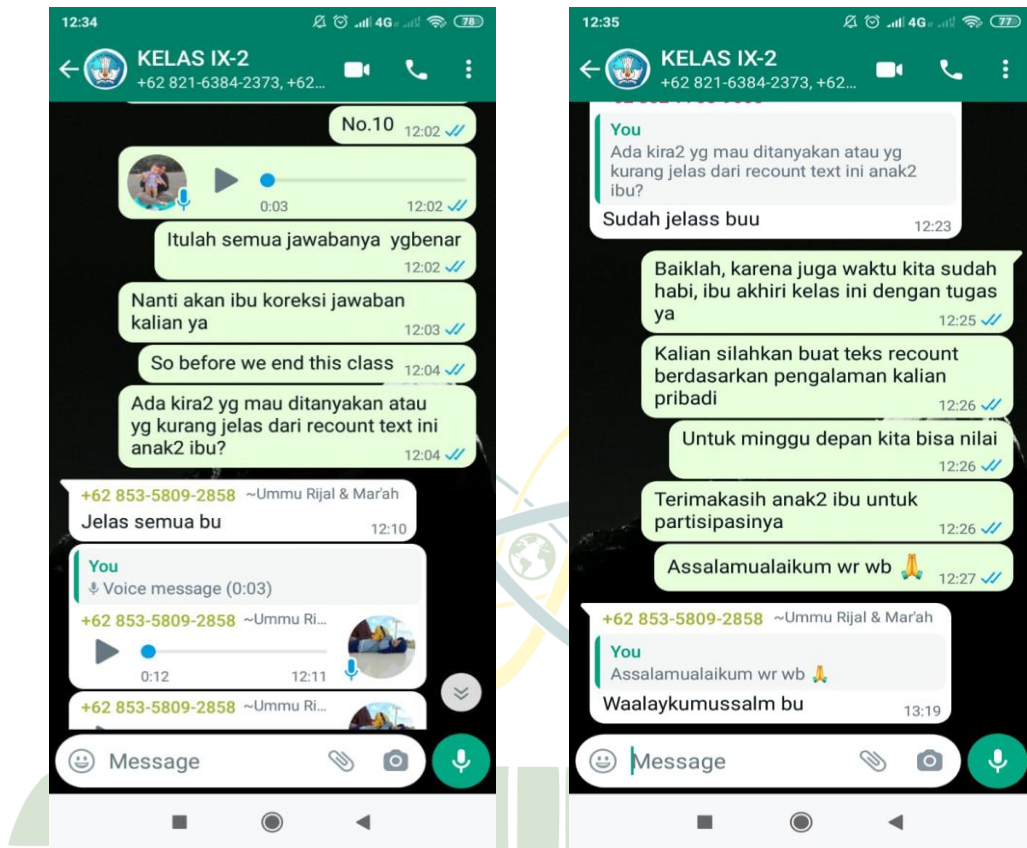 12:34
4G
78
KELAS IX-2
+62 821-6384-2373, +62...
No.10 12:02
0:03 12:02
Itulah semua jawabanya ygbenar
12:02
Nanti akan ibu koreksi jawaban
kalian ya 12:03
So before we end this class 12:04
Ada kira2 yg mau ditanyakan atau
yg kurang jelas dari recount text ini
anak2 ibu? 12:04
+62 853-5809-2858 ~Ummu Rijal & Mar'ah
Jelas semua bu 12:10
You
Voice message (0:03)
+62 853-5809-2858 ~Ummu Ri...
0:12 12:11
+62 853-5809-2858 ~Ummu Ri...
Message
12:35
4G
77
KELAS IX-2
+62 821-6384-2373, +62...
You
Ada kira2 yg mau ditanyakan atau yg
kurang jelas dari recount text ini anak2
ibu?
Sudah jelass buu 12:23
Baiklah, karena juga waktu kita sudah
habi, ibu akhiri kelas ini dengan tugas
ya 12:25
Kalian silahkan buat teks recount
berdasarkan pengalaman kalian
pribadi 12:26
Untuk minggu depan kita bisa nilai
12:26
Terimakasih anak2 ibu untuk
partisipasinya 12:26
Assalamualaikum wr wb 🙏 12:27
+62 853-5809-2858 ~Ummu Rijal & Mar'ah
You
Assalamualaikum wr wb 🙏
Waalaykumussalm bu 13:19
Message